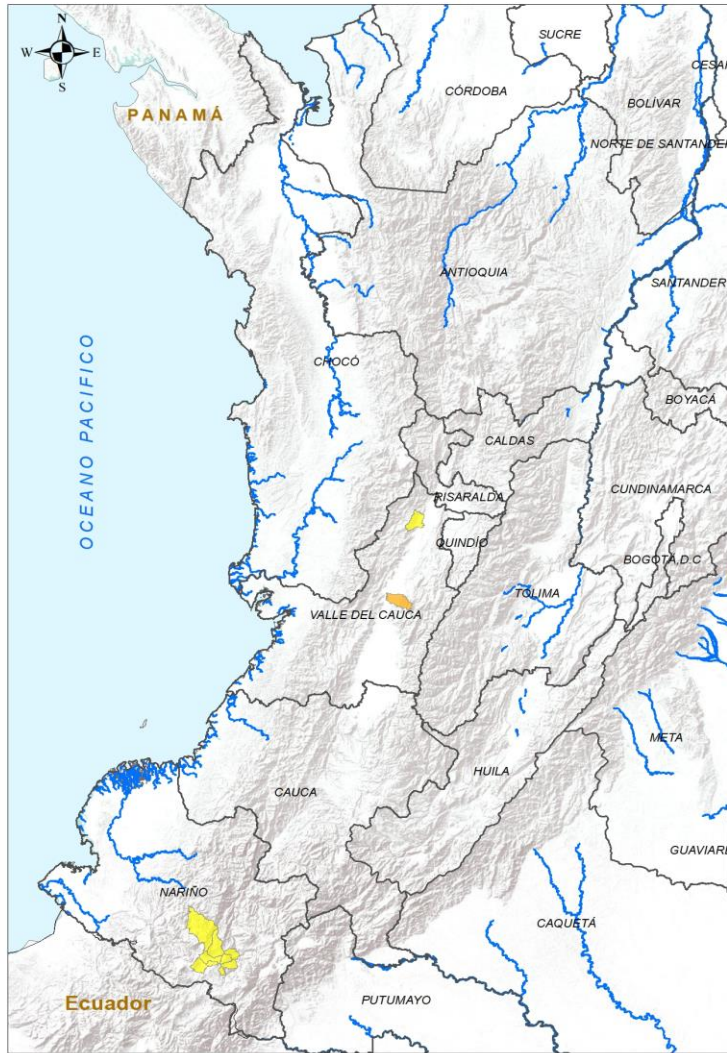 N
W E
S
SUCRE
CESAR
CÓRDOBA
BOLÍVAR
PANAMÁ
NORTE DE SANTANDER
ANTIOQUIA
SANTANDER
OCEANO PACIFICO
CHOCÓ
BOYACÁ
CALDAS
CUNDINAMARCA
RISARALDA
QUINDÍO
BOGOTÁ, D.C
TOLIMA
VALLE DEL CAUCA
META
HUILA
CAUCA
GUAVIARE
NARIÑO
CAQUETÁ
Ecuador
PUTUMAYO